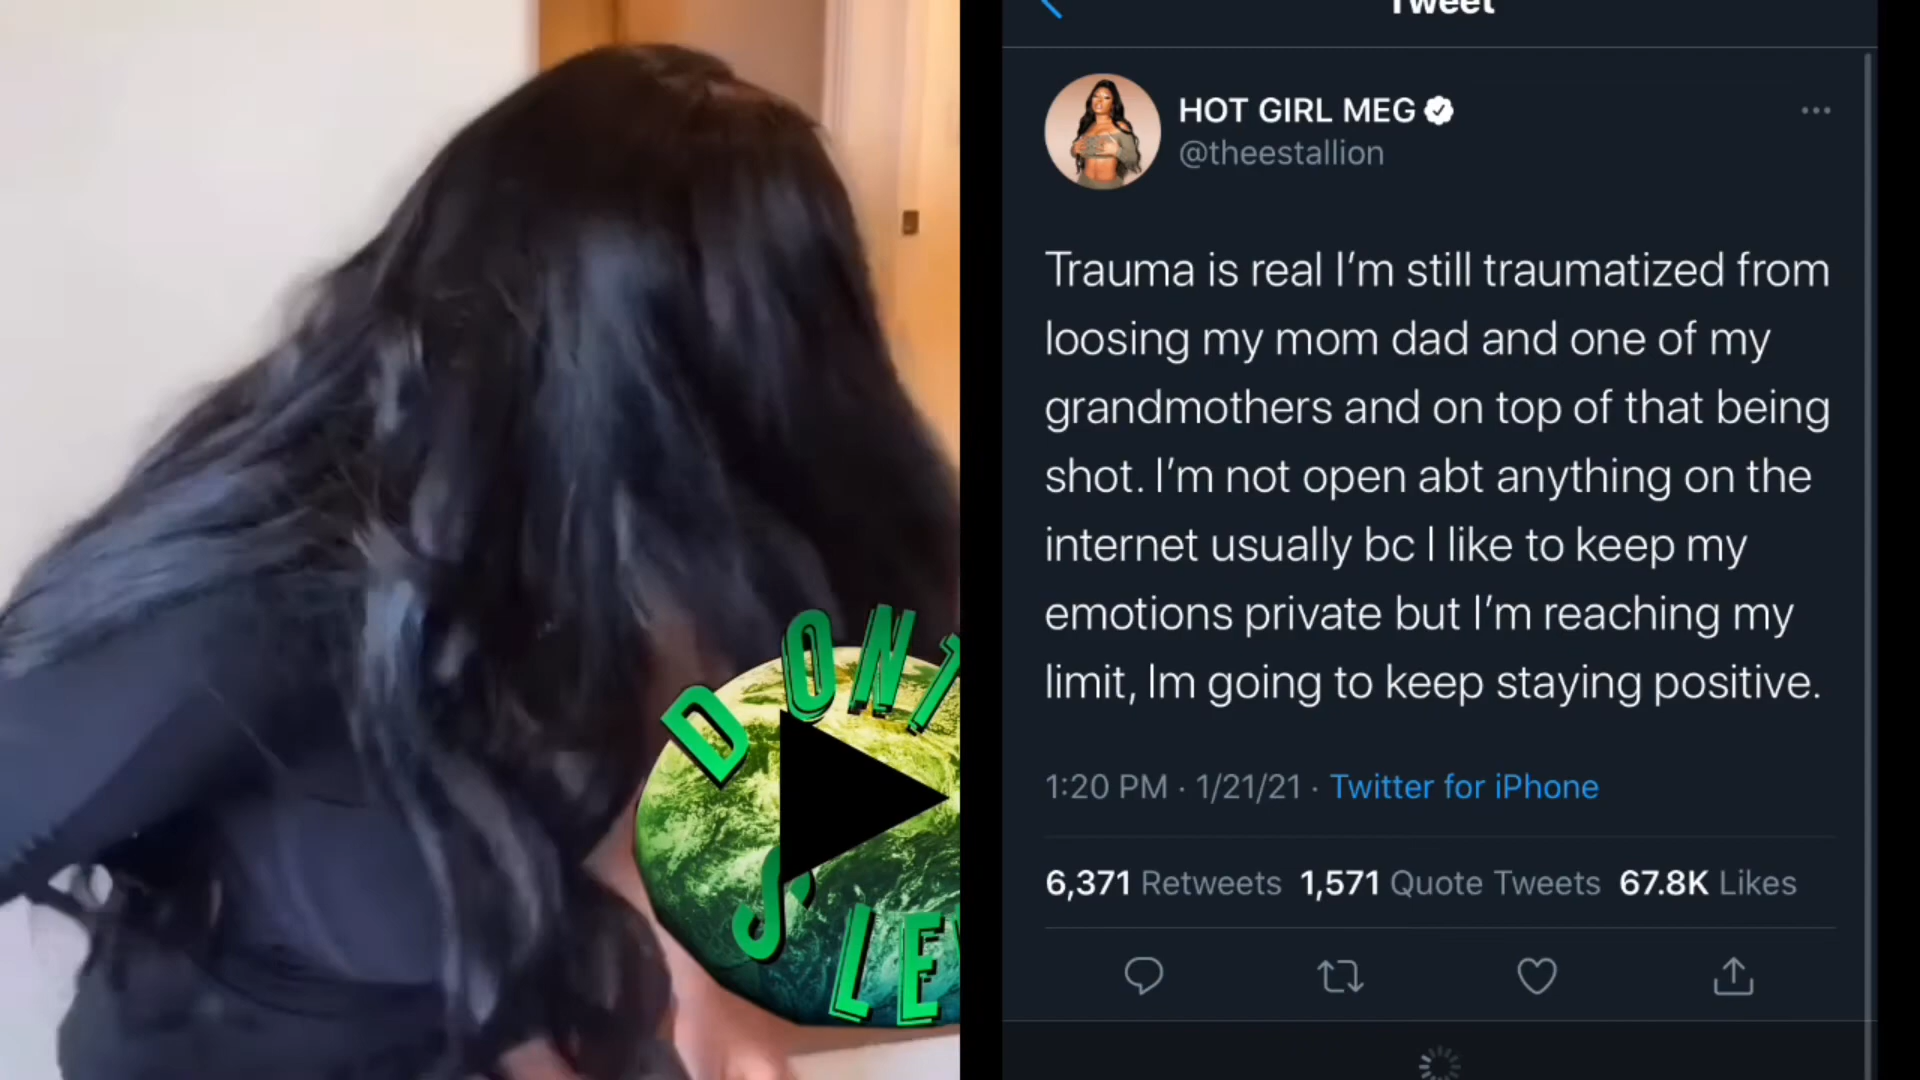 Tweet
HOT GIRL MEG
@theestallion
Trauma is real I'm still traumatized from
loosing my mom dad and one of my
grandmothers and on top of that being
shot. I'm not open abt anything on the
internet usually bc I like to keep my
emotions private but I'm reaching my
limit, Im going to keep staying positive.
1:20 PM · 1/21/21 · Twitter for iPhone
6,371 Retweets 1,571 Quote Tweets 67.8K Likes
DONT